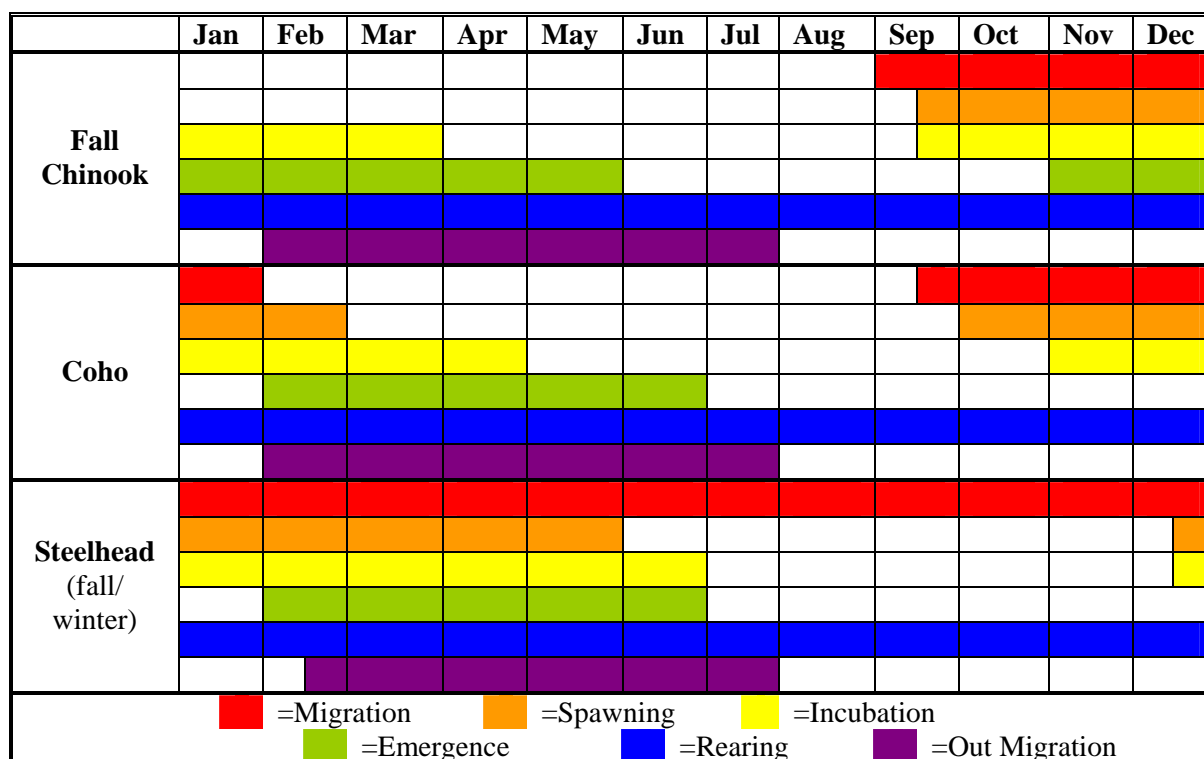 Jan Feb Mar Apr May Jun Jul Aug Sep Oct Nov Dec
Fall
Chinook
Coho
Steelhead
(fall/
winter)
=Migration =Spawning =Incubation
=Emergence =Rearing =Out Migration